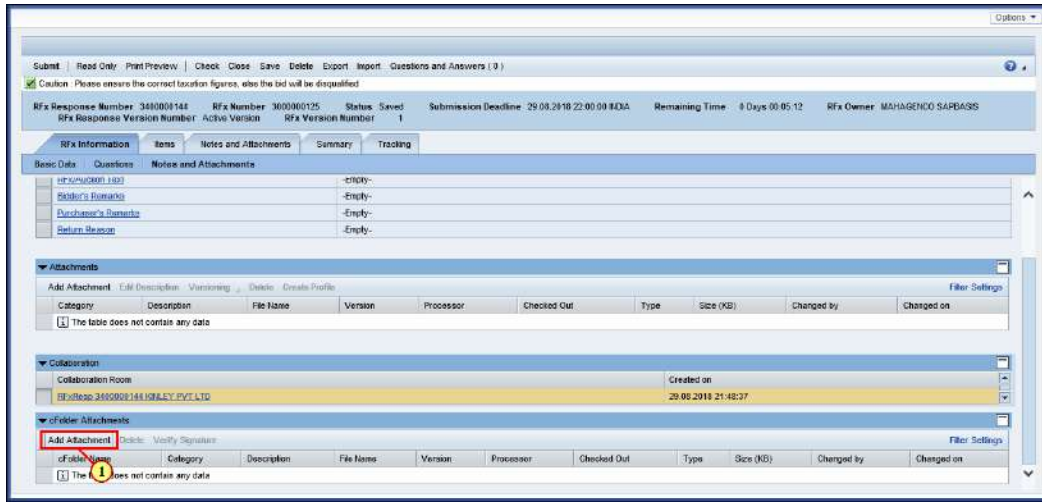 Options
Submit Read Only Print Preview Check Close Save Delete Export Import Questions and Answers ( 0 )
Caution Please ensure the correct taxation figures, else the bid will be disqualified
RFx Response Number 3400000144 RFx Number 3000000125 Status Saved Submission Deadline 29.08.2018 22:00:00 INDIA Remaining Time 0 Days 00:05:12 RFx Owner MAHAGENCO SAPBASIS
RFx Response Version Number Active Version RFx Version Number 1
RFx Information Items Notes and Attachments Summary Tracking
Basic Data Questions Notes and Attachments
RFx/Auction Text -Empty-
Bidder's Remarks -Empty-
Purchaser's Remarks -Empty-
Return Reason -Empty-
Attachments
Add Attachment Edit Description Versioning Delete Create Profile Filter Settings
Category Description File Name Version Processor Checked Out Type Size (KB) Changed by Changed on
The table does not contain any data
Collaboration
Collaboration Room Created on
RFxResp 3400000144 KINLEY PVT LTD 29.08.2018 21:48:37
cFolder Attachments
Add Attachment Delete Verify Signature Filter Settings
cFolder Name Category Description File Name Version Processor Checked Out Type Size (KB) Changed by Changed on
1
The does not contain any data